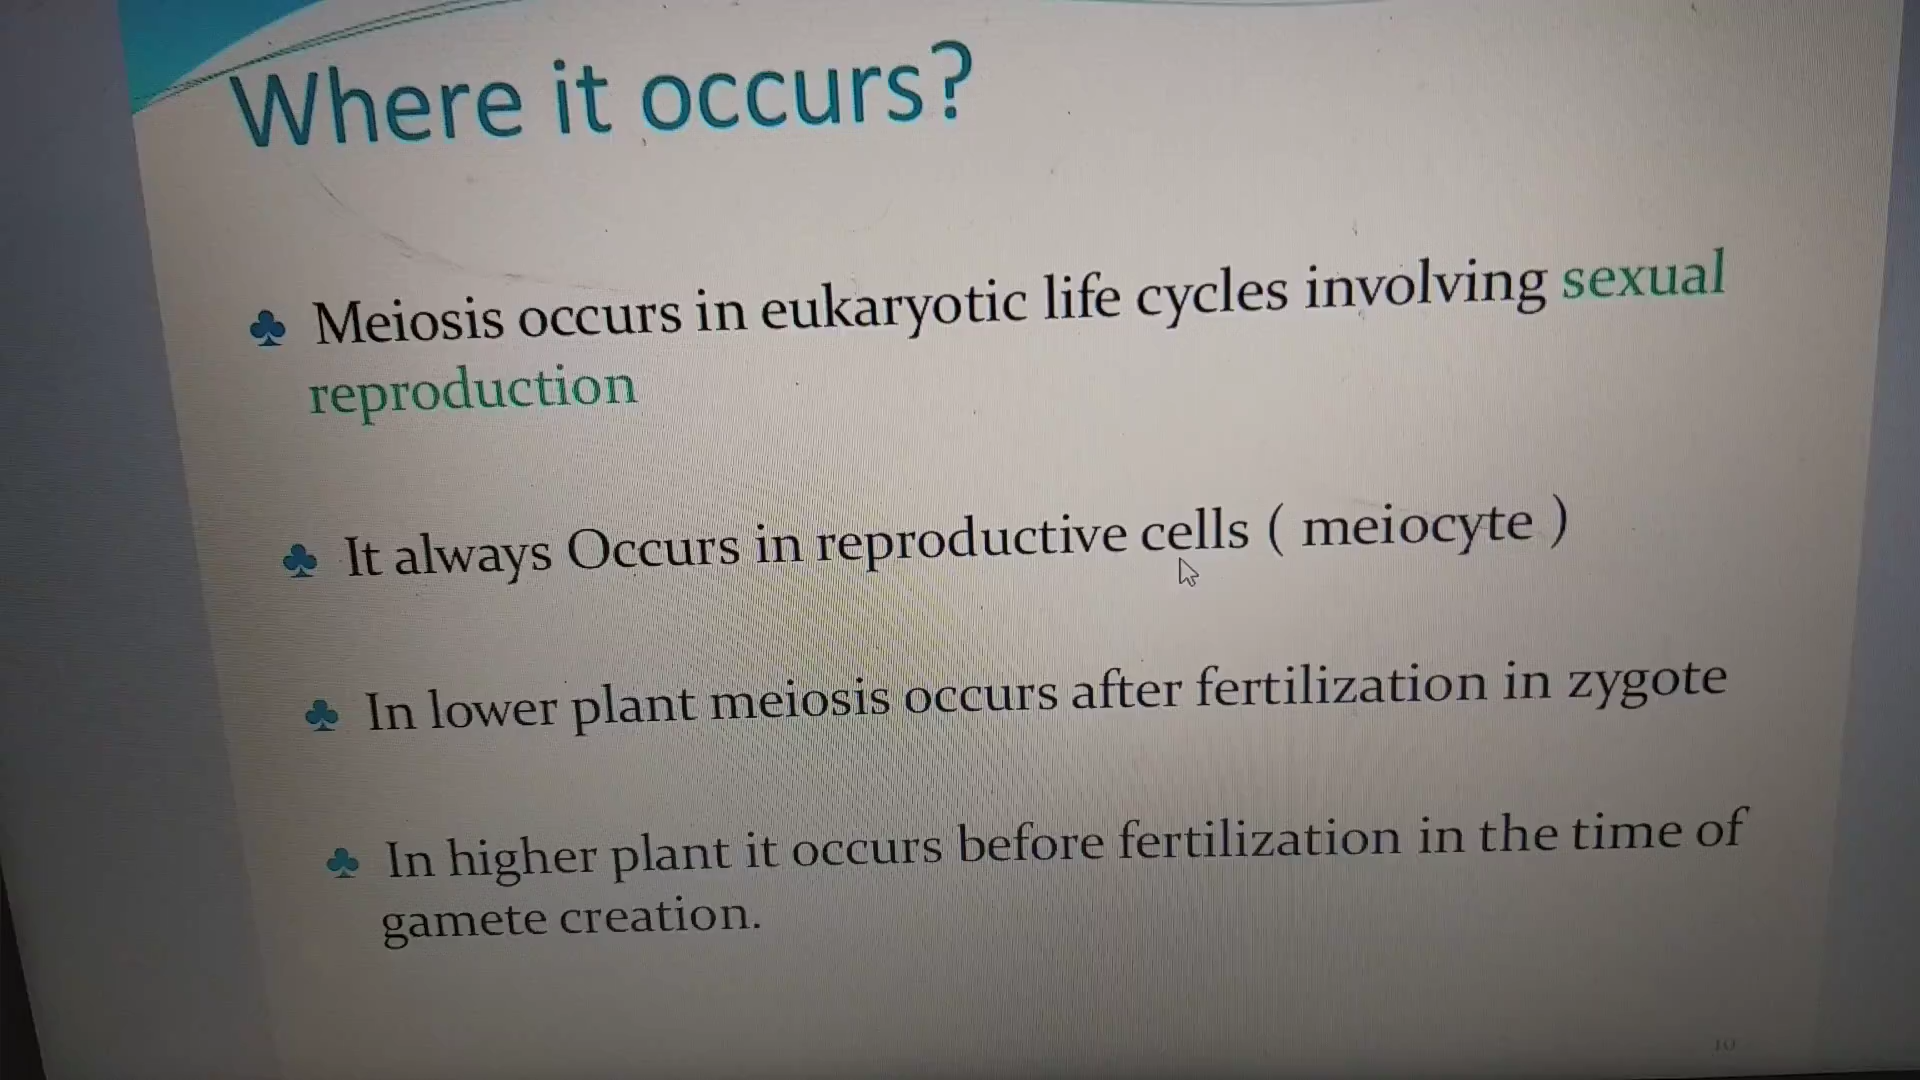 Where it occurs?
Meiosis occurs in eukaryotic life cycles involving sexual
reproduction
It always Occurs in reproductive cells ( meiocyte )
In lower plant meiosis occurs after fertilization in zygote
In higher plant it occurs before fertilization in the time of
gamete creation.
10